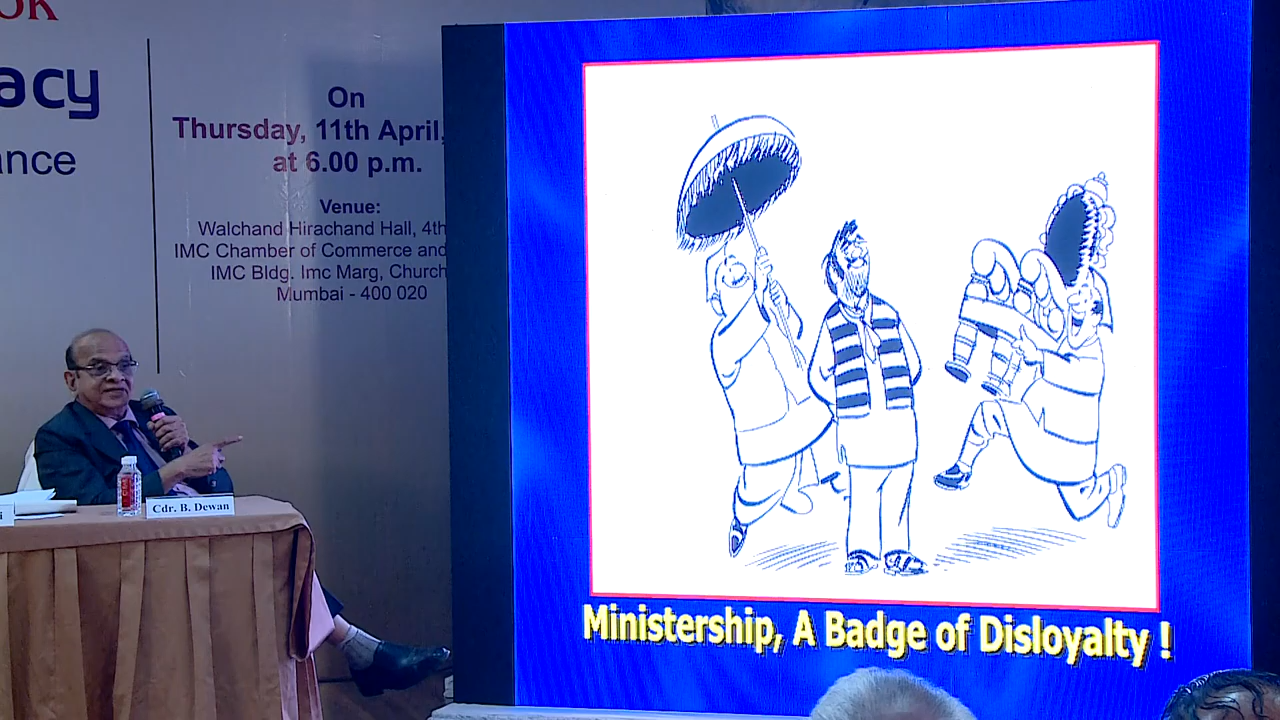 OK
acy
ance
On
Thursday, 11th April,
at 6.00 p.m.
Venue:
Walchand Hirachand Hall, 4th
IMC Chamber of Commerce and
IMC Bldg. Imc Marg, Church
Mumbai - 400 020
i
Cdr. B. Dewan
Ministership, A Badge of Disloyalty !